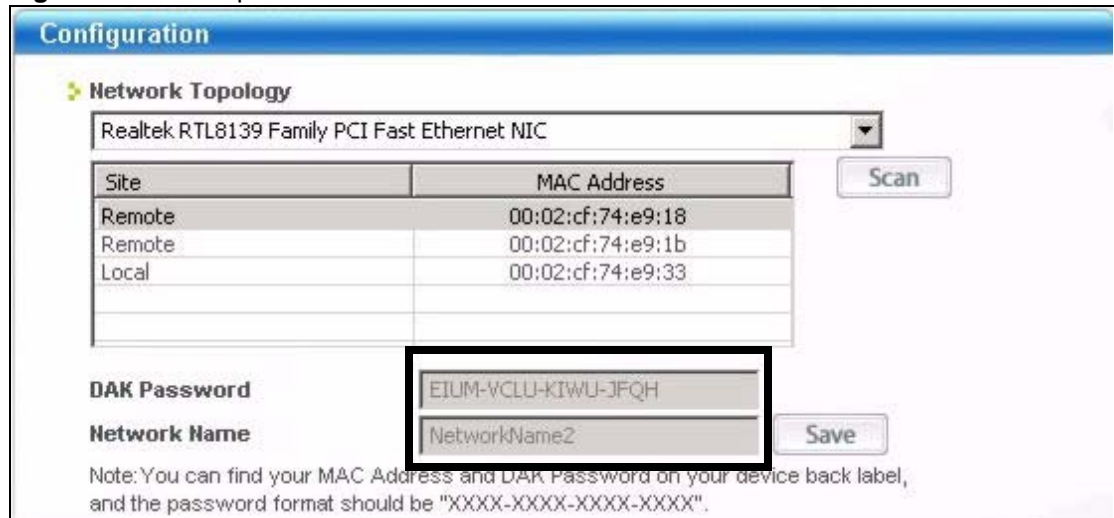 Configuration
Network Topology
Realtek RTL8139 Family PCI Fast Ethernet NIC
Site MAC Address Scan
Remote 00:02:cf:74:e9:18
Remote 00:02:cf:74:e9:1b
Local 00:02:cf:74:e9:33
DAK Password EIUM-VCLU-KIWU-JFQH
Network Name NetworkName2 Save
Note:You can find your MAC Address and DAK Password on your device back label,
and the password format should be "XXXX-XXXX-XXXX-XXXX".